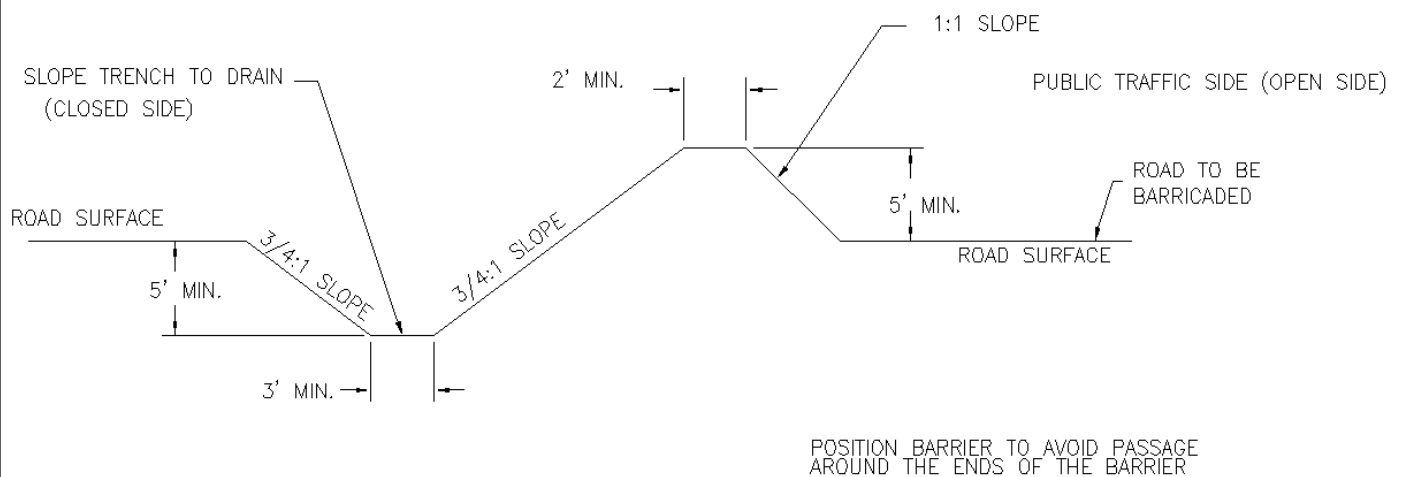 1:1 SLOPE
SLOPE TRENCH TO DRAIN
(CLOSED SIDE)
2' MIN.
PUBLIC TRAFFIC SIDE (OPEN SIDE)
ROAD TO BE
BARRICADED
5' MIN.
ROAD SURFACE
3/4:1 SLOPE
3/4:1 SLOPE
ROAD SURFACE
5' MIN.
3' MIN.
POSITION BARRIER TO AVOID PASSAGE
AROUND THE ENDS OF THE BARRIER